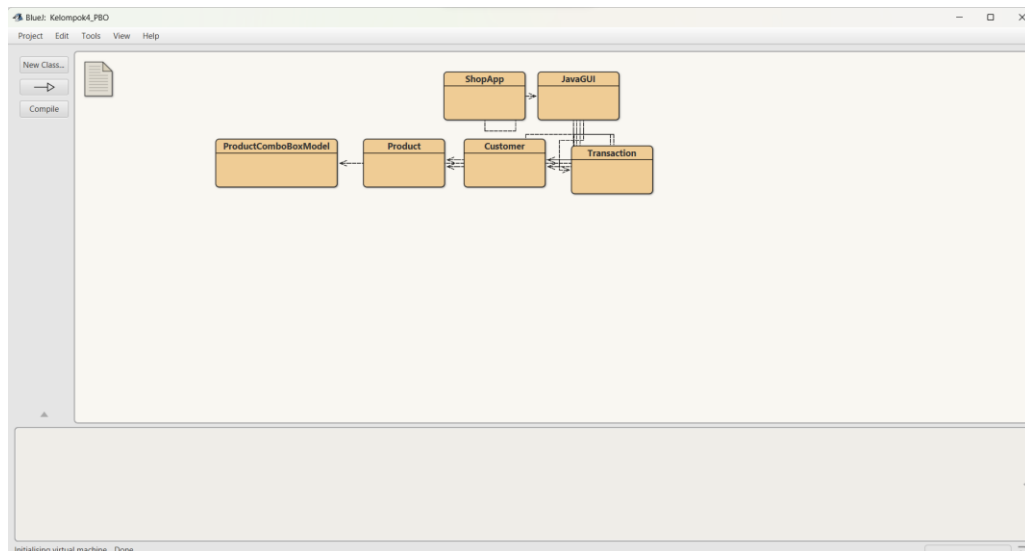 BlueJ: Kelompok4_PBO
Project Edit Tools View Help
New Class...
Compile
ShopApp
JavaGUI
ProductComboBoxModel
Product
Customer
Transaction
Initialising virtual machine... Done.